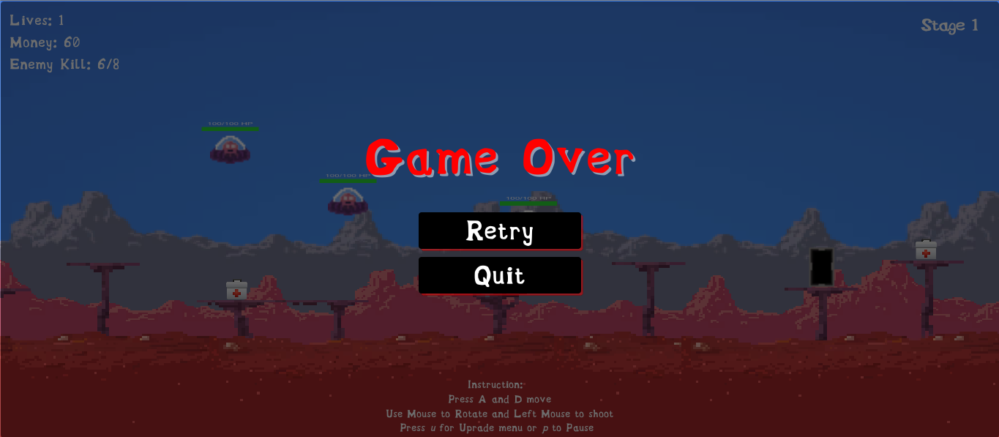 Lives: 1
Stage 1
Money: 60
Enemy Kill: 6/8
100/100 HP
Game Over
100/100 HP
100/100 HP
Retry
Quit
Instruction:
Press A and D move
Use Mouse to Rotate and Left Mouse to shoot
Press u for Uprade menu or p to Pause